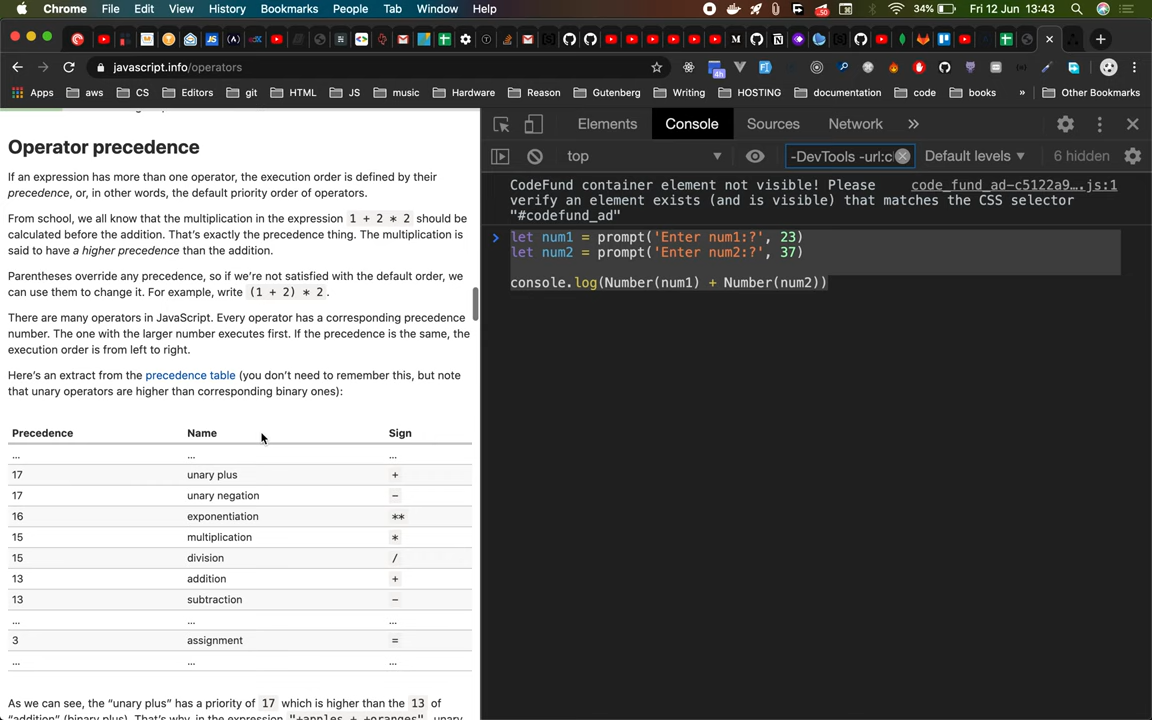 Chrome File Edit View History Bookmarks People Tab Window Help 34% Fri 12 Jun 13:43
javascript.info/operators
4h
Apps aws CS Editors git HTML JS music Hardware Reason Gutenberg Writing HOSTING documentation code books » Other Bookmarks
Operator precedence
If an expression has more than one operator, the execution order is defined by their
precedence, or, in other words, the default priority order of operators.
From school, we all know that the multiplication in the expression 1 + 2 * 2 should be
calculated before the addition. That's exactly the precedence thing. The multiplication is
said to have a higher precedence than the addition.
Parentheses override any precedence, so if we're not satisfied with the default order, we
can use them to change it. For example, write (1 + 2) * 2.
There are many operators in JavaScript. Every operator has a corresponding precedence
number. The one with the larger number executes first. If the precedence is the same, the
execution order is from left to right.
Here's an extract from the precedence table (you don't need to remember this, but note
that unary operators are higher than corresponding binary ones):
Precedence Name Sign
... ... ...
17 unary plus +
17 unary negation -
16 exponentiation **
15 multiplication *
15 division /
13 addition +
13 subtraction -
... ... ...
3 assignment =
... ... ...
As we can see, the "unary plus" has a priority of 17 which is higher than the 13 of
"addition" (binary plus). That's why, in the expression "+apples + +oranges", unary
Elements Console Sources Network »
top -DevTools -url:c Default levels 6 hidden
CodeFund container element not visible! Please code_fund_ad-c5122a9….js:1
verify an element exists (and is visible) that matches the CSS selector
"#codefund_ad"
let num1 = prompt('Enter num1:?', 23)
let num2 = prompt('Enter num2:?', 37)
console.log(Number(num1) + Number(num2))